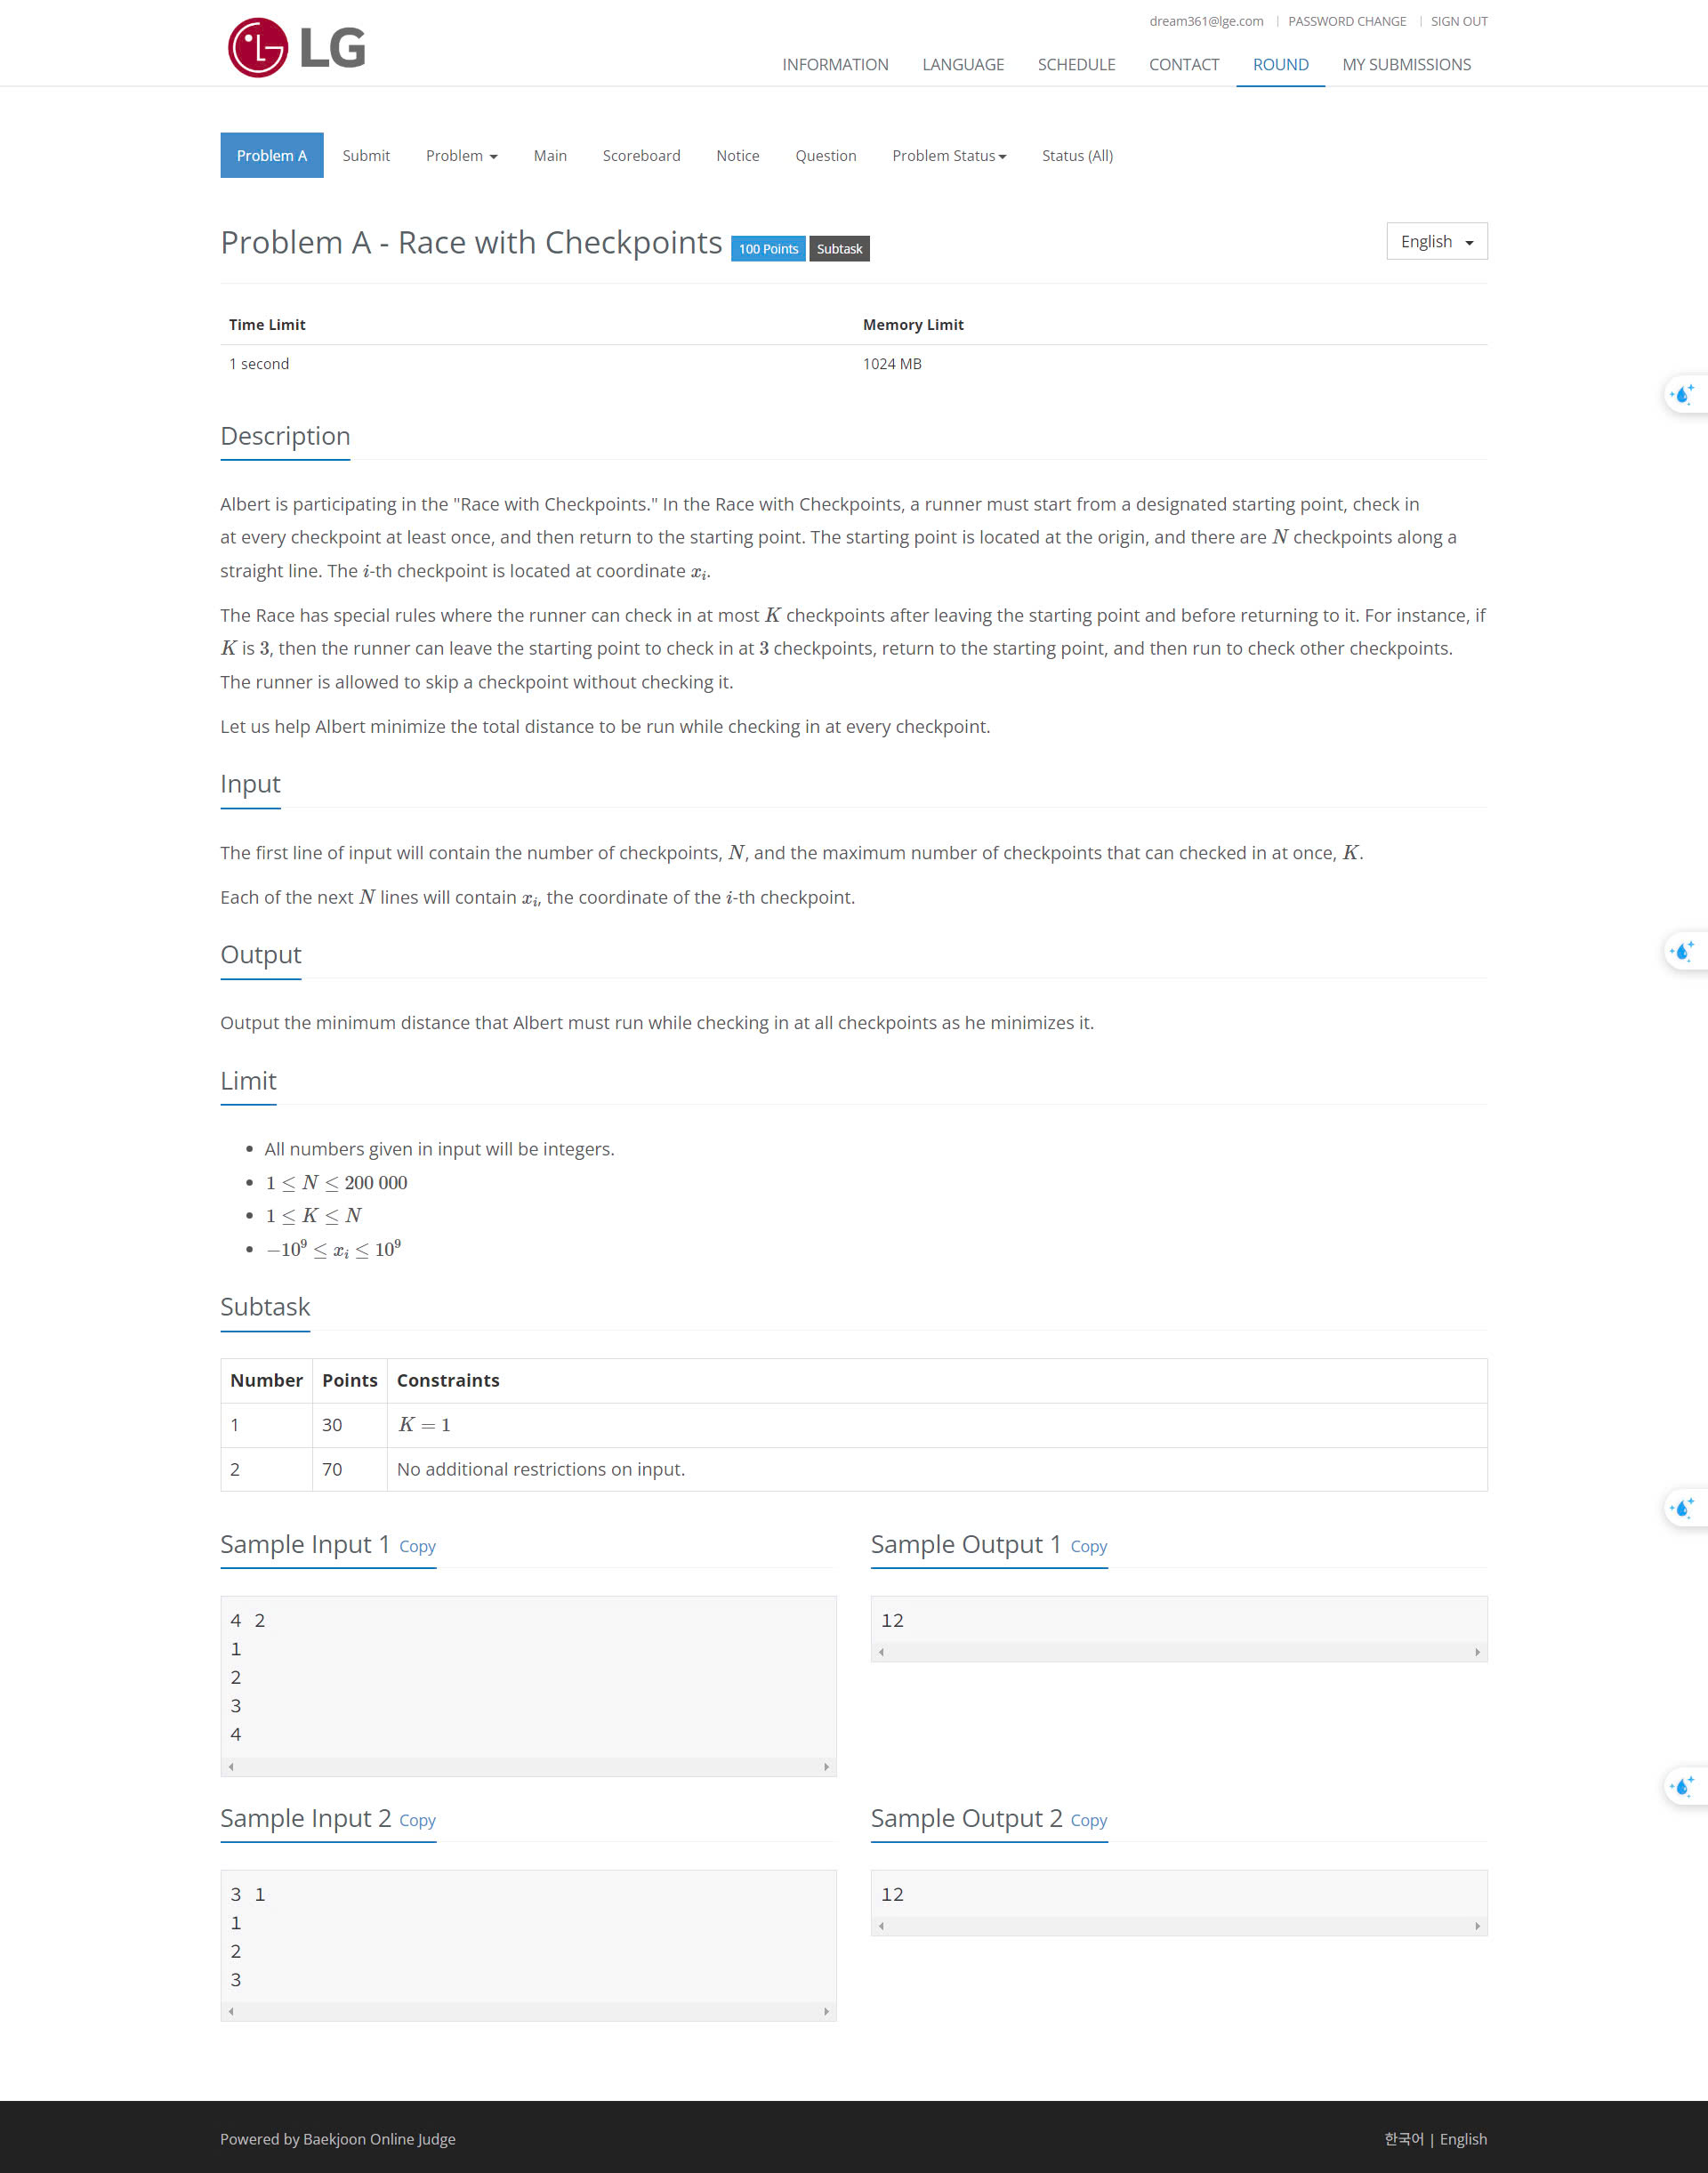 LG
dream361@lge.com | PASSWORD CHANGE | SIGN OUT
INFORMATION LANGUAGE SCHEDULE CONTACT ROUND MY SUBMISSIONS
Problem A Submit Problem Main Scoreboard Notice Question Problem Status Status (All)
Problem A - Race with Checkpoints 100 Points Subtask English
Time Limit Memory Limit
1 second 1024 MB
Description
Albert is participating in the "Race with Checkpoints." In the Race with Checkpoints, a runner must start from a designated starting point, check in
at every checkpoint at least once, and then return to the starting point. The starting point is located at the origin, and there are N checkpoints along a
straight line. The i-th checkpoint is located at coordinate xᵢ.
The Race has special rules where the runner can check in at most K checkpoints after leaving the starting point and before returning to it. For instance, if
K is 3, then the runner can leave the starting point to check in at 3 checkpoints, return to the starting point, and then run to check other checkpoints.
The runner is allowed to skip a checkpoint without checking it.
Let us help Albert minimize the total distance to be run while checking in at every checkpoint.
Input
The first line of input will contain the number of checkpoints, N, and the maximum number of checkpoints that can checked in at once, K.
Each of the next N lines will contain xᵢ, the coordinate of the i-th checkpoint.
Output
Output the minimum distance that Albert must run while checking in at all checkpoints as he minimizes it.
Limit
• All numbers given in input will be integers.
• 1 ≤ N ≤ 200 000
• 1 ≤ K ≤ N
• −10⁹ ≤ xᵢ ≤ 10⁹
Subtask
Number Points Constraints
1 30 K = 1
2 70 No additional restrictions on input.
Sample Input 1 Copy Sample Output 1 Copy
4 2 12
1
2
3
4
Sample Input 2 Copy Sample Output 2 Copy
3 1 12
1
2
3
Powered by Baekjoon Online Judge 한국어 | English